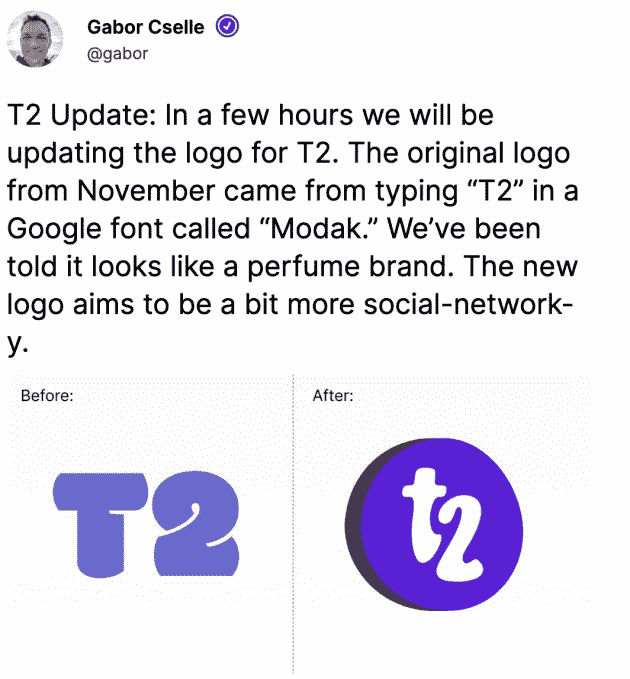 Gabor Cselle
@gabor
T2 Update: In a few hours we will be
updating the logo for T2. The original logo
from November came from typing “T2” in a
Google font called “Modak.” We’ve been
told it looks like a perfume brand. The new
logo aims to be a bit more social-network-
y.
Before:
After:
T2
t2